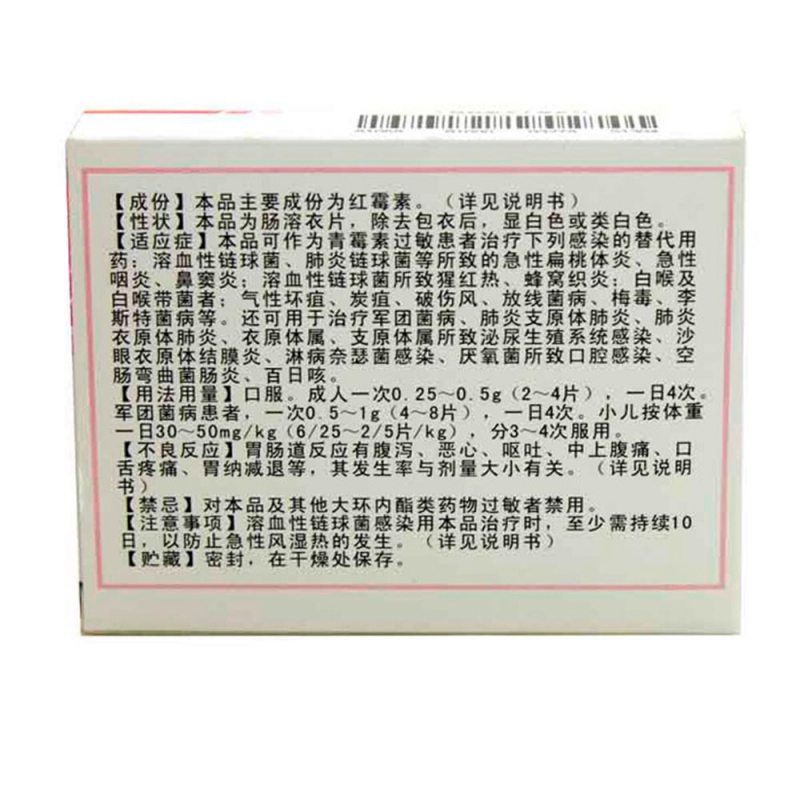 【成份】本品主要成份为红霉素。（详见说明书）
【性状】本品为肠溶衣片，除去包衣后，显白色或类白色。
【适应症】本品可作为青霉素过敏患者治疗下列感染的替代用
药：溶血性链球菌、肺炎链球菌等所致的急性扁桃体炎、急性
咽炎、鼻窦炎；溶血性链球菌所致猩红热、蜂窝织炎；白喉及
白喉带菌者；气性坏疽、炭疽、破伤风、放线菌病、梅毒、李
斯特菌病等。还可用于治疗军团菌病、肺炎支原体肺炎、肺炎
衣原体肺炎、衣原体属、支原体属所致泌尿生殖系统感染、沙
眼衣原体结膜炎、淋病奈瑟菌感染、厌氧菌所致口腔感染、空
肠弯曲菌肠炎、百日咳。
【用法用量】口服。成人一次0.25～0.5g（2～4片），一日4次。
军团菌病患者，一次0.5～1g（4～8片），一日4次。小儿按体重
一日30～50mg/kg（6/25～2/5片/kg），分3～4次服用。
【不良反应】胃肠道反应有腹泻、恶心、呕吐、中上腹痛、口
舌疼痛、胃纳减退等，其发生率与剂量大小有关。（详见说明
书）
【禁忌】对本品及其他大环内酯类药物过敏者禁用。
【注意事项】溶血性链球菌感染用本品治疗时，至少需持续10
日，以防止急性风湿热的发生。（详见说明书）
【贮藏】密封，在干燥处保存。